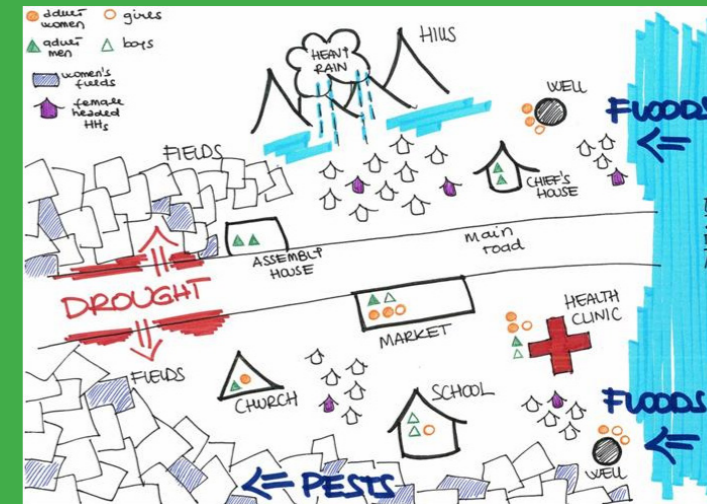 adult women
girls
adult men
boys
women's fields
female headed HHs
HEAVY RAIN
HILLS
WELL
FLOODS
FIELDS
CHIEF'S HOUSE
ASSEMBLY HOUSE
Main road
DROUGHT
MARKET
HEALTH CLINIC
FIELDS
CHURCH
SCHOOL
FLOODS
PESTS
WELL